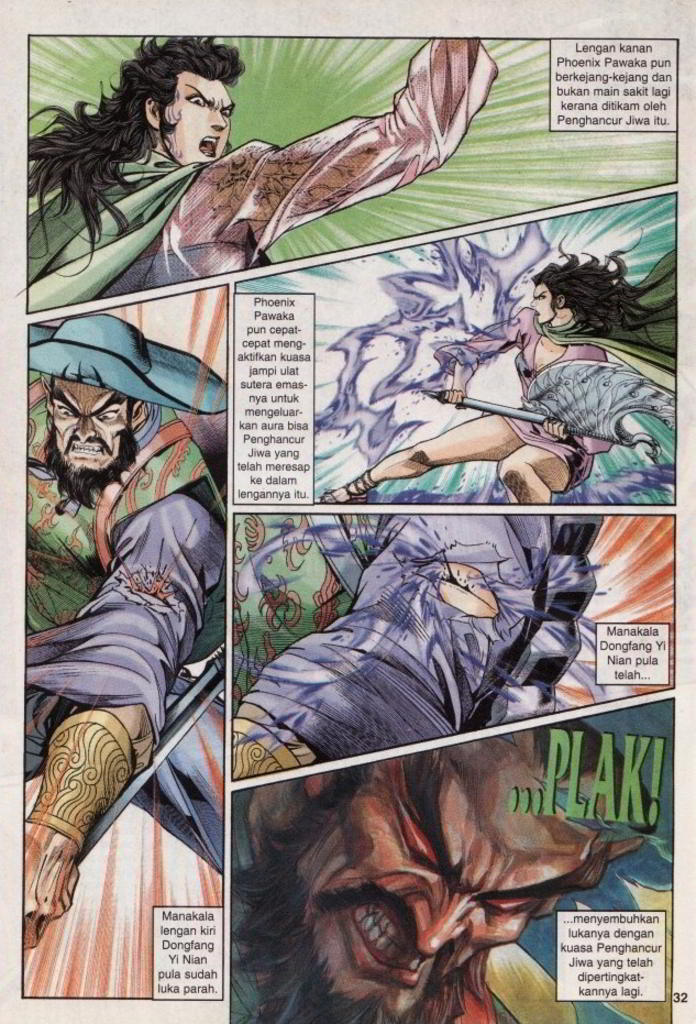 Lengan kanan
Phoenix Pawaka pun
berkejang-kejang dan
bukan main sakit lagi
kerana ditikam oleh
Penghancur Jiwa itu.
Phoenix
Pawaka
pun cepat-
cepat meng-
aktifkan kuasa
jampi ulat
sutera emas-
nya untuk
mengeluar-
kan aura bisa
Penghancur
Jiwa yang
telah meresap
ke dalam
lengannya itu.
Manakala
lengan kiri
Dongfang
Yi Nian
pula sudah
luka parah.
Manakala
Dongfang Yi
Nian pula
telah...
...PLAK!
...menyembuhkan
lukanya dengan
kuasa Penghancur
Jiwa yang telah
dipertingkat-
kannya lagi.
32